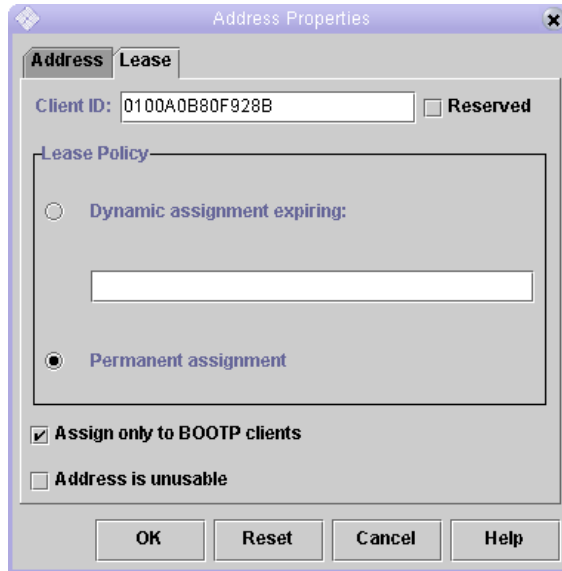 Address Properties
Address Lease
Client ID: 0100A0B80F928B Reserved
Lease Policy
Dynamic assignment expiring:
Permanent assignment
Assign only to BOOTP clients
Address is unusable
OK Reset Cancel Help